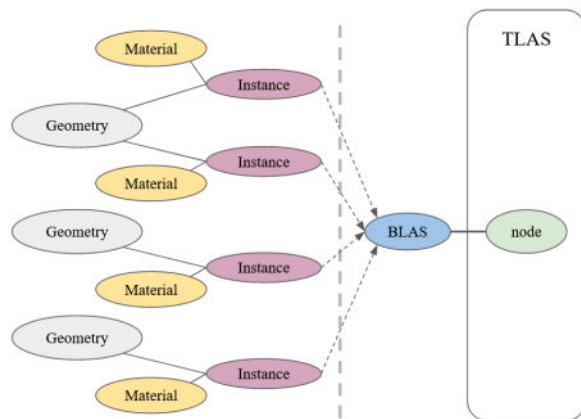 TLAS
Material
Instance
Geometry
Instance
Material
Geometry
BLAS
node
Instance
Material
Geometry
Instance
Material